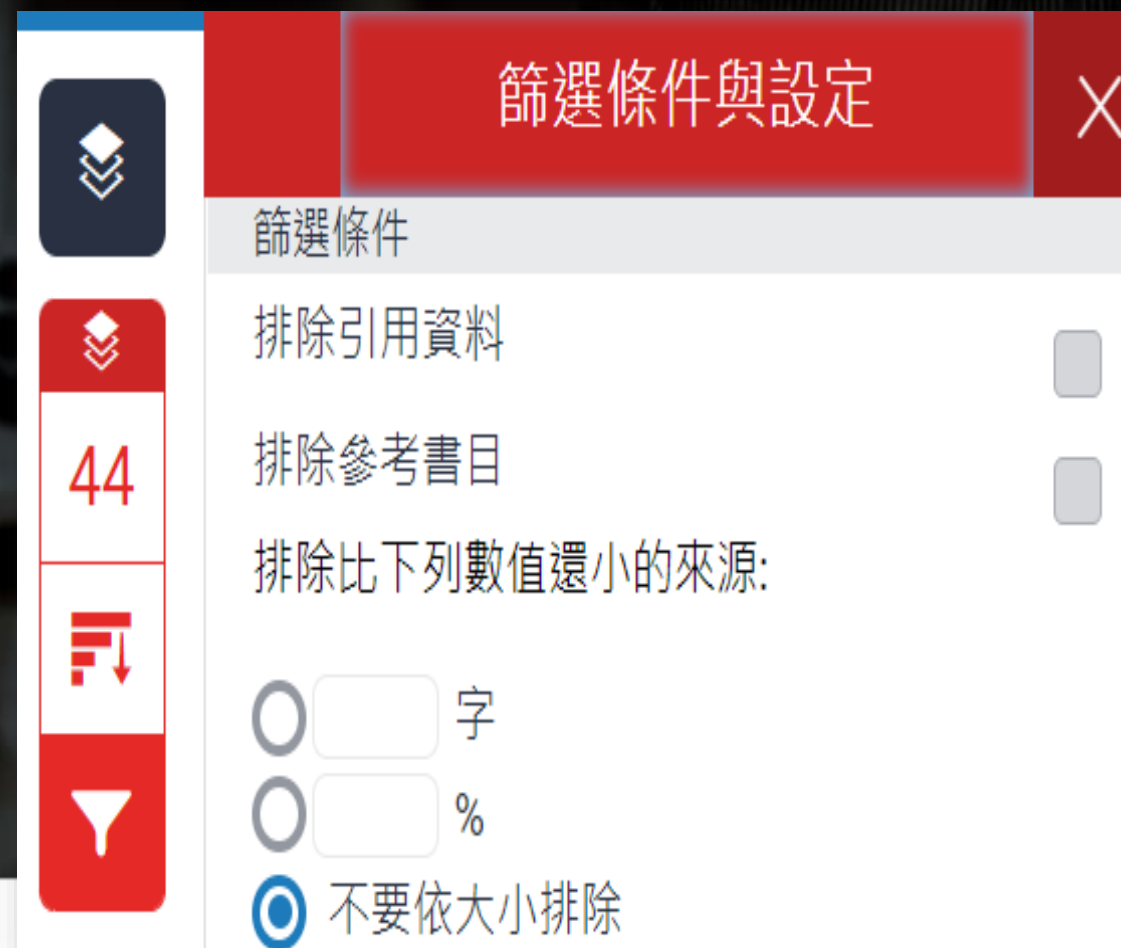 篩選條件與設定
篩選條件
排除引用資料
44
排除參考書目
排除比下列數值還小的來源:
字
%
不要依大小排除